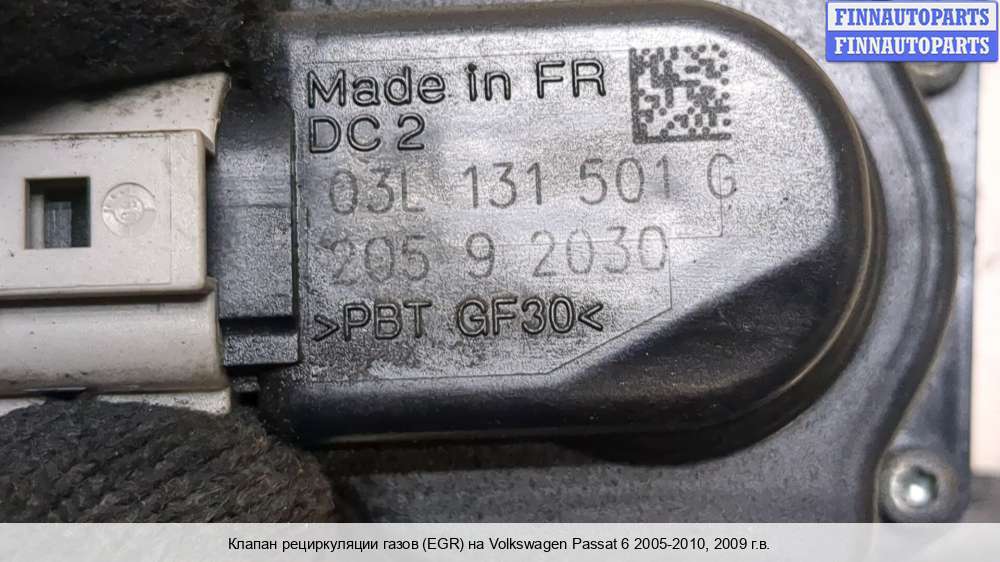 FINNAUTOPARTS
FINNAUTOPARTS
Made in FR
DC 2
03L 131 501 G
205 9 2030
>PBT GF30<
Клапан рециркуляции газов (EGR) на Volkswagen Passat 6 2005-2010, 2009 г.в.